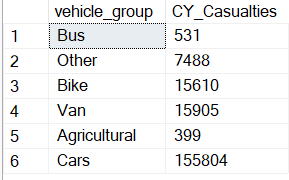 vehicle_group CY_Casualties
1 Bus 531
2 Other 7488
3 Bike 15610
4 Van 15905
5 Agricultural 399
6 Cars 155804